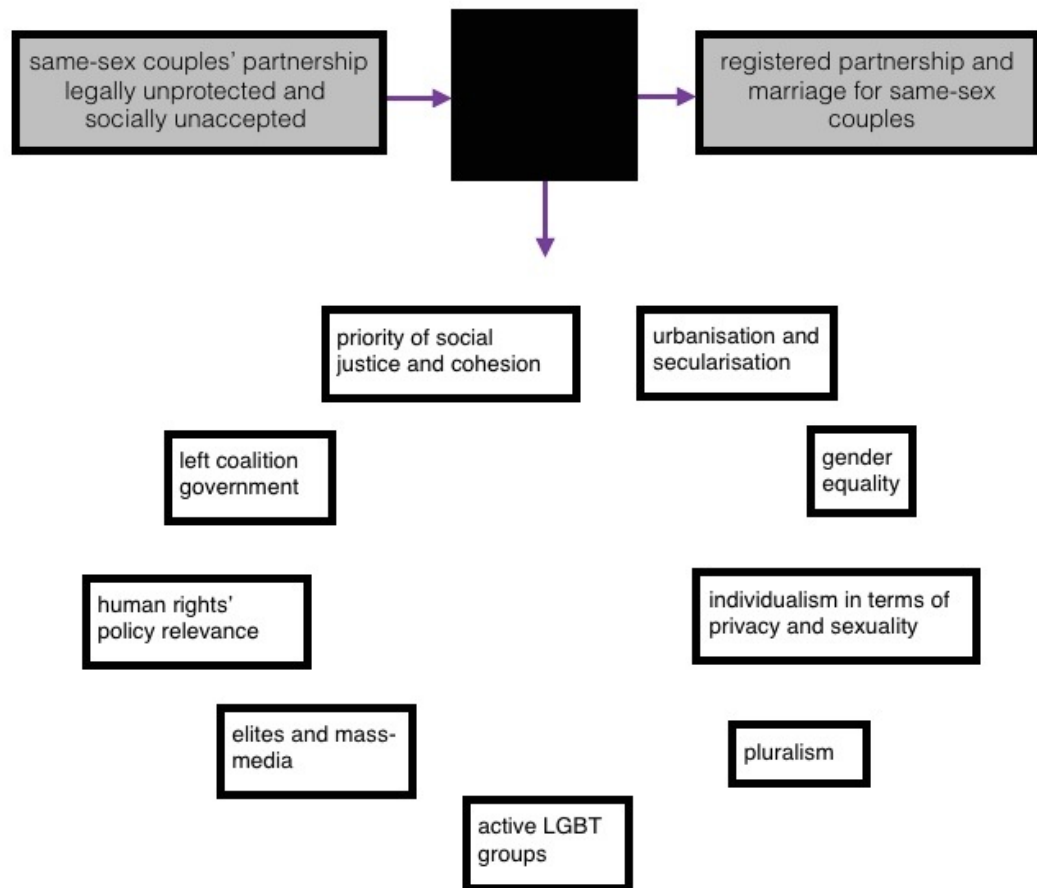 same-sex couples’ partnership
legally unprotected and
socially unaccepted
registered partnership and
marriage for same-sex
couples
priority of social
justice and cohesion
urbanisation and
secularisation
left coalition
government
gender
equality
human rights’
policy relevance
individualism in terms of
privacy and sexuality
elites and mass-
media
pluralism
active LGBT
groups